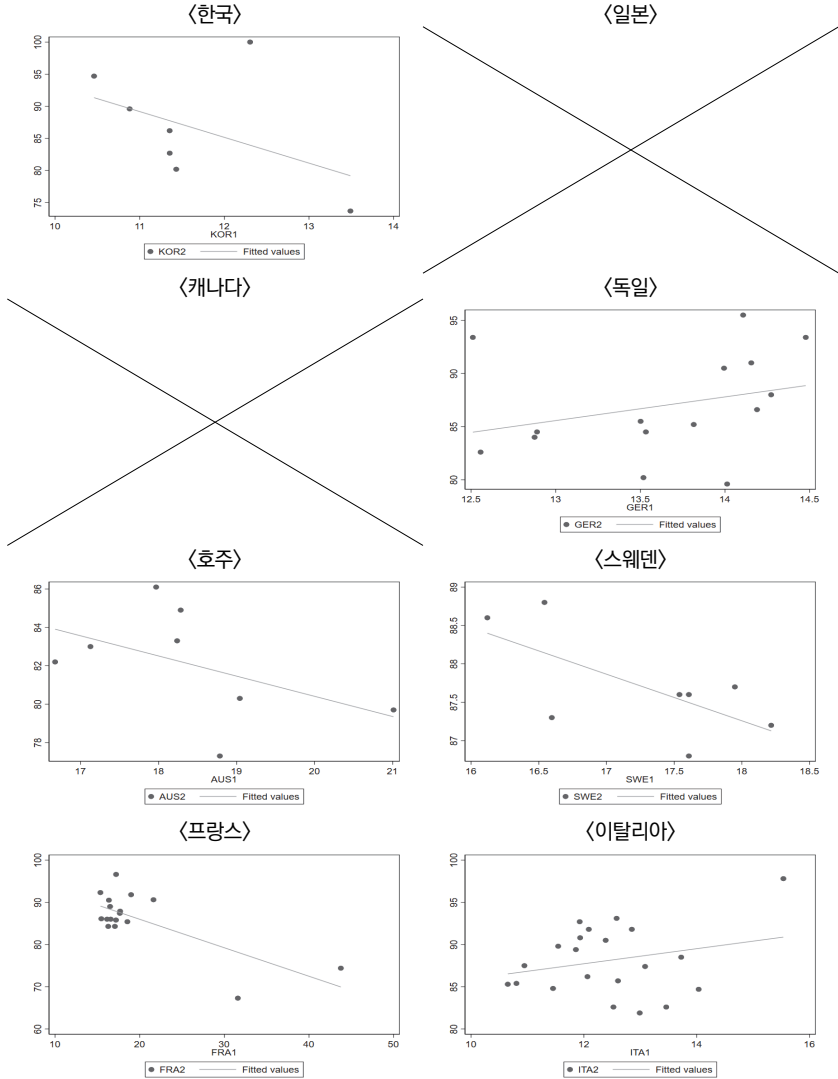 〈한국〉
100
95
90
85
80
75
10 11 12 13 14
KOR1
KOR2 Fitted values
〈일본〉
〈캐나다〉
〈독일〉
95
90
85
80
12.5 13 13.5 14 14.5
GER1
GER2 Fitted values
〈호주〉
86
84
82
80
78
17 18 19 20 21
AUS1
AUS2 Fitted values
〈스웨덴〉
89
88.5
88
87.5
87
16 16.5 17 17.5 18 18.5
SWE1
SWE2 Fitted values
〈프랑스〉
100
90
80
70
60
10 20 30 40 50
FRA1
FRA2 Fitted values
〈이탈리아〉
100
95
90
85
80
10 12 14 16
ITA1
ITA2 Fitted values